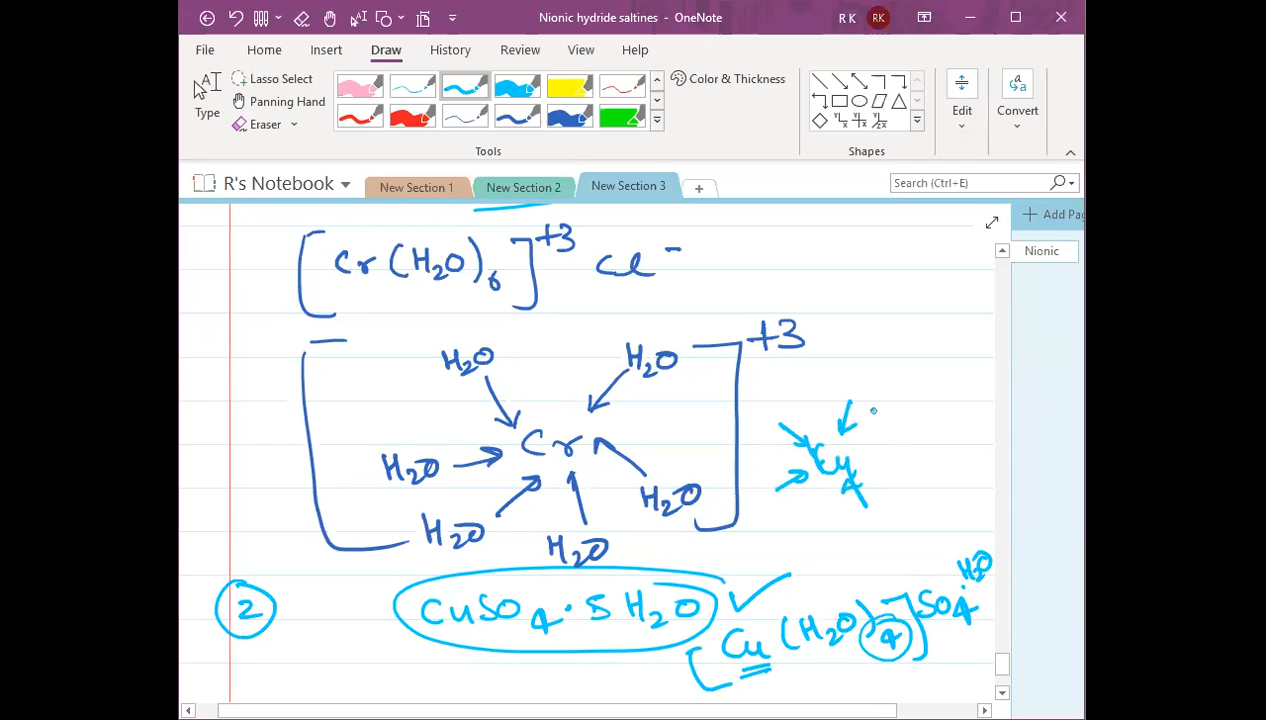 Nionic hydride saltines - OneNote
R K
RK
File Home Insert Draw History Review View Help
Lasso Select
Type
Panning Hand
Eraser
Color & Thickness
Edit
Convert
Tools
Shapes
R's Notebook
New Section 1
New Section 2
New Section 3
Search (Ctrl+E)
Add Pag
Nionic
[Cr(H2O)6]+3 Cl-
+3
H2O H2O
Cr
H2O
H2O
H2O
H2O
Cu
2
CuSO4·5H2O
[Cu(H2O)4]SO4·H2O